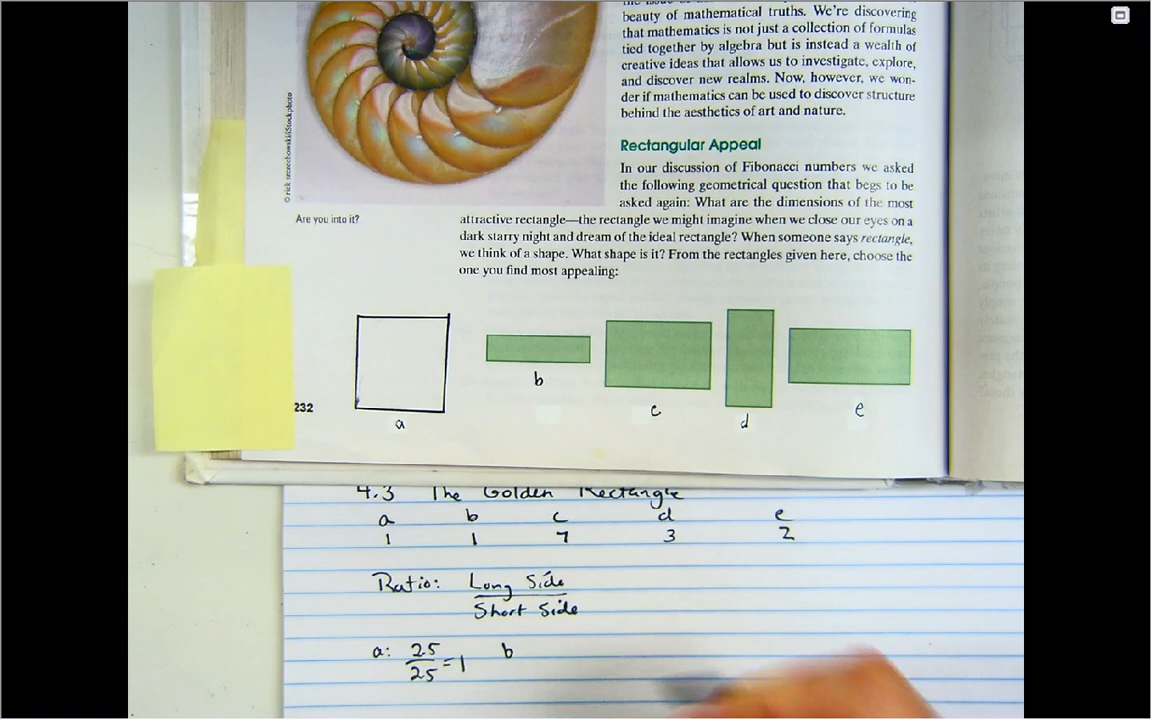 beauty of mathematical truths. We're discovering
that mathematics is not just a collection of formulas
tied together by algebra but is instead a wealth of
creative ideas that allows us to investigate, explore,
and discover new realms. Now, however, we won-
der if mathematics can be used to discover structure
behind the aesthetics of art and nature.
Rectangular Appeal
In our discussion of Fibonacci numbers we asked
the following geometrical question that begs to be
asked again: What are the dimensions of the most
attractive rectangle—the rectangle we might imagine when we close our eyes on a
dark starry night and dream of the ideal rectangle? When someone says rectangle,
we think of a shape. What shape is it? From the rectangles given here, choose the
one you find most appealing:
Are you into it?
a b c d e
232
4.3 The Golden Rectangle
a b c d e
1 1 7 3 2
Ratio: Long Side
Short Side
a: 2.5 b
2.5 = 1